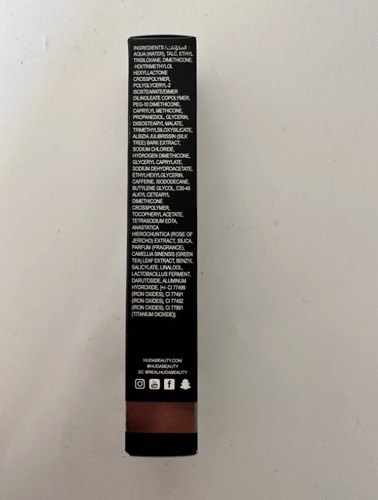 INGREDIENTS / المكونات:
AQUA (WATER), TALC, ETHYL
TRISILOXANE, DIMETHICONE,
HDI/TRIMETHYLOL
HEXYLLACTONE
CROSSPOLYMER,
POLYGLYCERYL-2
ISOSTEARATE/DIMER
DILINOLEATE COPOLYMER,
PEG-10 DIMETHICONE,
CAPRYLYL METHICONE,
PROPANEDIOL, GLYCERIN,
DIISOSTEARYL MALATE,
TRIMETHYLSILOXYSILICATE,
ALBIZIA JULIBRISSIN (SILK
TREE) BARK EXTRACT,
SODIUM CHLORIDE,
HYDROGEN DIMETHICONE,
GLYCERYL CAPRYLATE,
SODIUM DEHYDROACETATE,
ETHYLHEXYLGLYCERIN,
CAFFEINE, ISODODECANE,
BUTYLENE GLYCOL, C30-45
ALKYL CETEARYL
DIMETHICONE
CROSSPOLYMER,
TOCOPHERYL ACETATE,
TETRASODIUM EDTA,
ANASTATICA
HIEROCHUNTICA (ROSE OF
JERICHO) EXTRACT, SILICA,
PARFUM (FRAGRANCE),
CAMELLIA SINENSIS (GREEN
TEA) LEAF EXTRACT, BENZYL
SALICYLATE, LINALOOL,
LACTOBACILLUS FERMENT,
DARUTOSIDE, ALUMINUM
HYDROXIDE, [+/- CI 77499
(IRON OXIDES), CI 77491
(IRON OXIDES), CI 77492
(IRON OXIDES), CI 77891
(TITANIUM DIOXIDE)].
HUDABEAUTY.COM
@HUDABEAUTY
SC @REALHUDABEAUTY